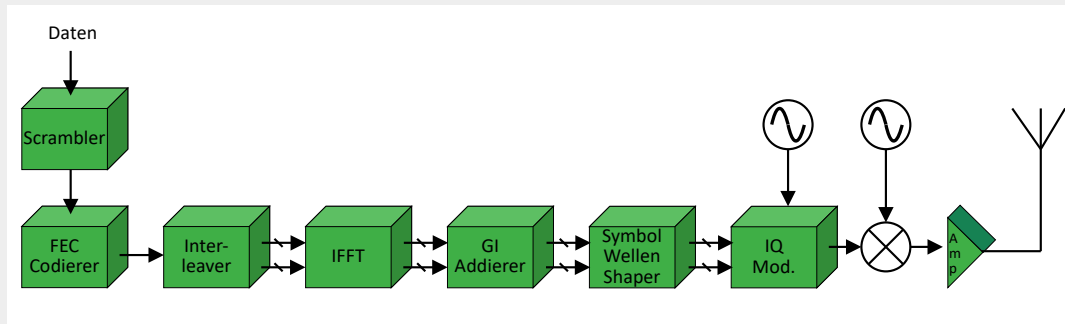 Daten
Scrambler
FEC
Codierer
Inter-
leaver
IFFT
GI
Addierer
Symbol
Wellen
Shaper
IQ
Mod.
A
m
p